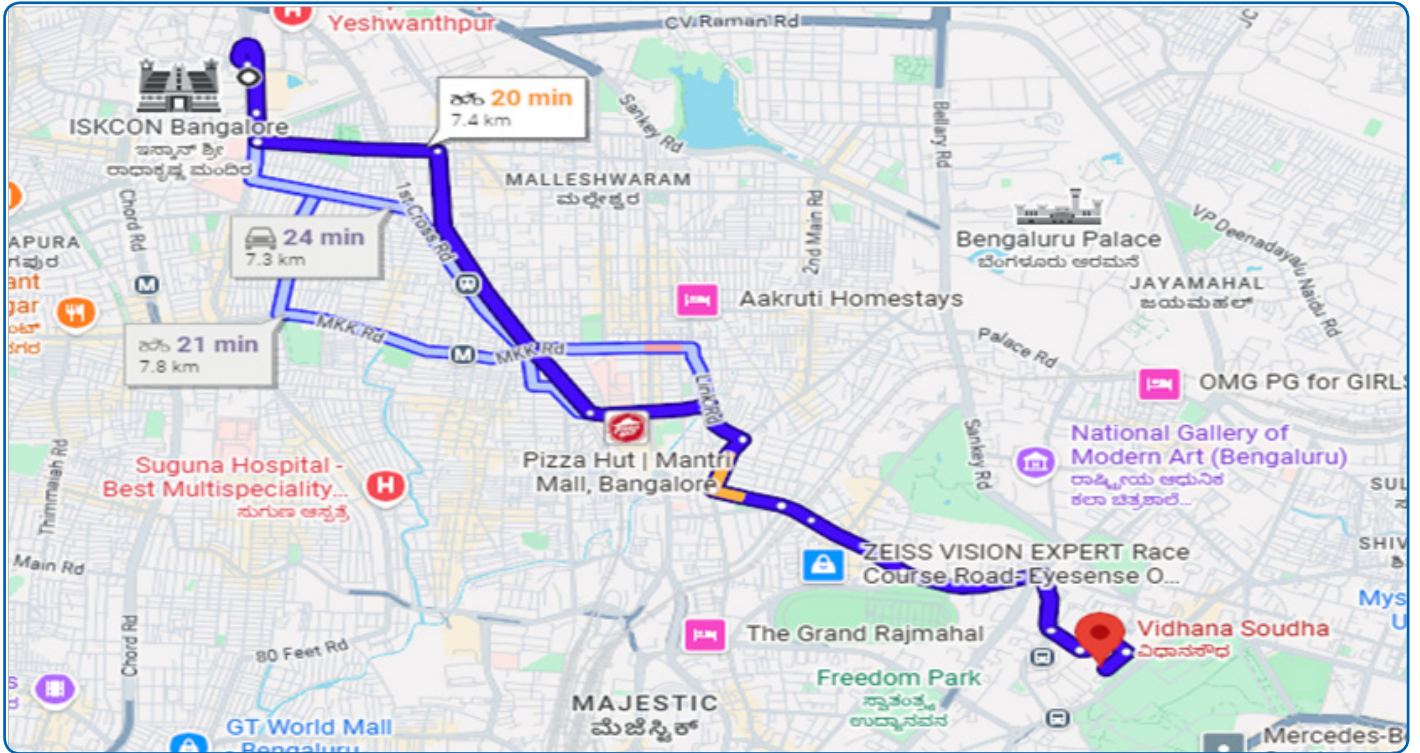 Yeshwanthpur
CV Raman Rd
ISKCON Bangalore
ಇಸ್ಕಾನ್ ಶ್ರೀ
ರಾಧಾಕೃಷ್ಣ ಮಂದಿರ
20 min
7.4 km
Sankey Rd
Bellary Rd
MALLESHWARAM
ಮಲ್ಲೇಶ್ವರ
Chord Rd
1st Cross Rd
2nd Main Rd
24 min
7.3 km
Bengaluru Palace
ಬೆಂಗಳೂರು ಅರಮನೆ
VP Deenadayalu Naidu Rd
JAYAMAHAL
ಜಯಮಹಲ್
APURA
M
Aakruti Homestays
MKK Rd
21 min
7.8 km
M
MKK Rd
Palace Rd
Link Rd
OMG PG for GIRLS
Pizza Hut | Mantri
Mall, Bangalore
Sankey Rd
National Gallery of
Modern Art (Bengaluru)
ರಾಷ್ಟ್ರೀಯ ಆಧುನಿಕ
ಕಲಾ ಚಿತ್ರಶಾಲೆ...
Suguna Hospital -
Best Multispeciality...
ಸುಗುಣ ಆಸ್ಪತ್ರೆ
H
Thimmaiah Rd
Main Rd
ZEISS VISION EXPERT Race
Course Road- Eyesense O...
The Grand Rajmahal
Vidhana Soudha
ವಿಧಾನಸೌಧ
Chord Rd
80 Feet Rd
Freedom Park
ಸ್ವಾತಂತ್ರ್ಯ
ಉದ್ಯಾನವನ
MAJESTIC
ಮೆಜೆಸ್ಟಿಕ್
GT World Mall
- Bengaluru